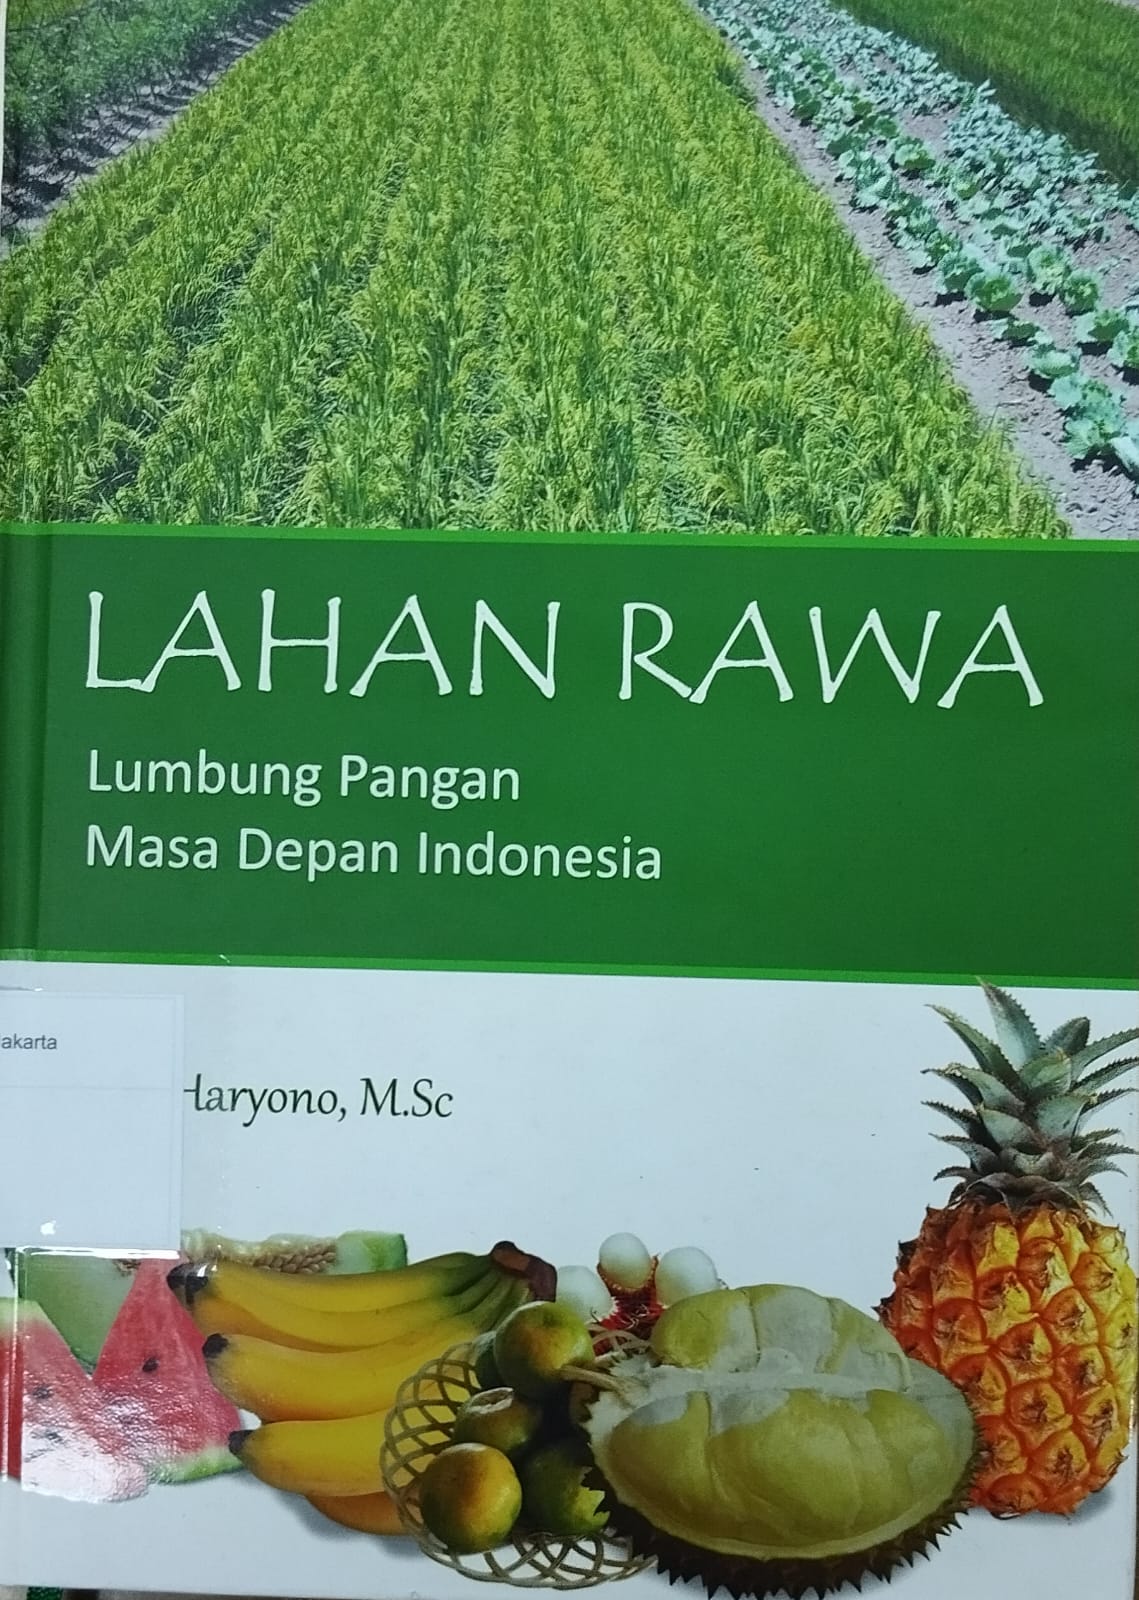 LAHAN RAWA
Lumbung Pangan
Masa Depan Indonesia
akarta
Haryono, M.Sc